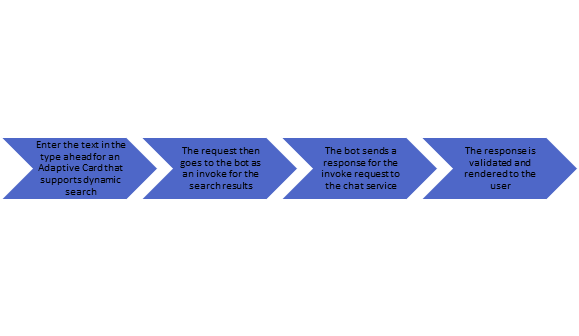 Enter the text in the
type ahead for an
Adaptive Card that
supports dynamic
search
The request then
goes to the bot as
an invoke for the
search results
The bot sends a
response for the
invoke request to
the chat service
The response is
validated and
rendered to the
user